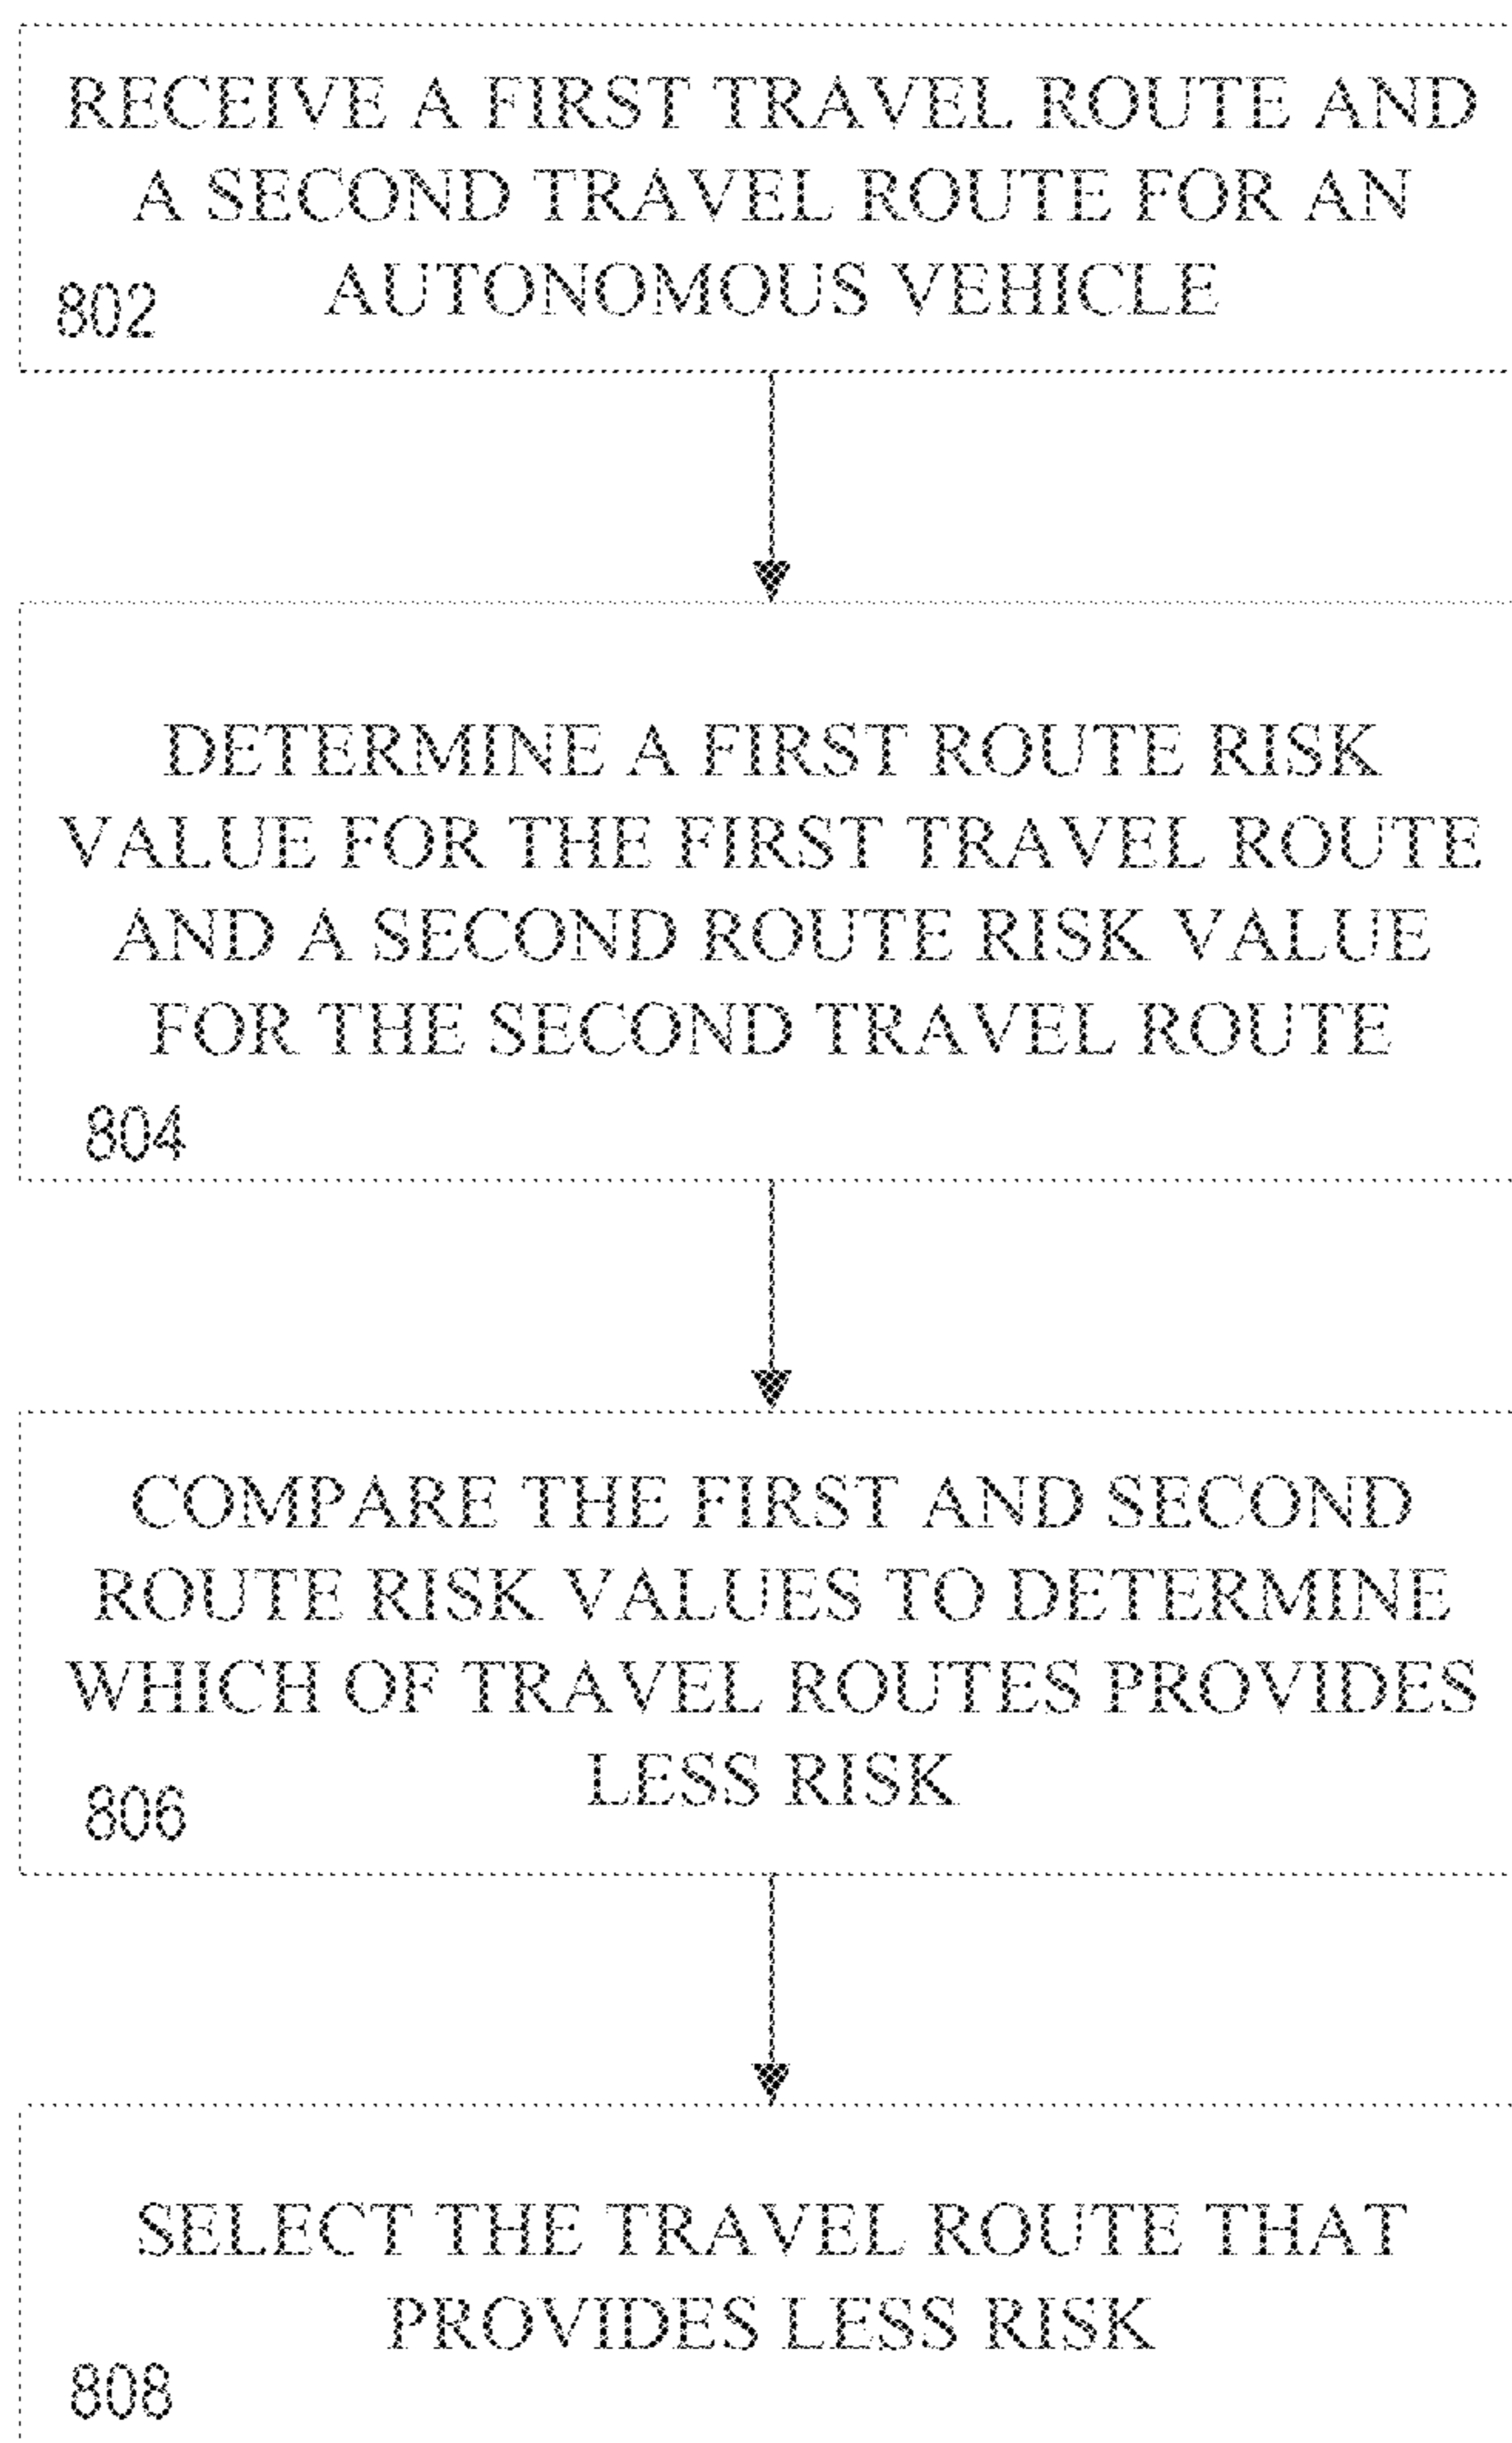 RECEIVE A FIRST TRAVEL ROUTE AND
A SECOND TRAVEL ROUTE FOR AN
AUTONOMOUS VEHICLE
802
DETERMINE A FIRST ROUTE RISK
VALUE FOR THE FIRST TRAVEL ROUTE
AND A SECOND ROUTE RISK VALUE
FOR THE SECOND TRAVEL ROUTE
804
COMPARE THE FIRST AND SECOND
ROUTE RISK VALUES TO DETERMINE
WHICH OF TRAVEL ROUTES PROVIDES
LESS RISK
806
SELECT THE TRAVEL ROUTE THAT
PROVIDES LESS RISK
808